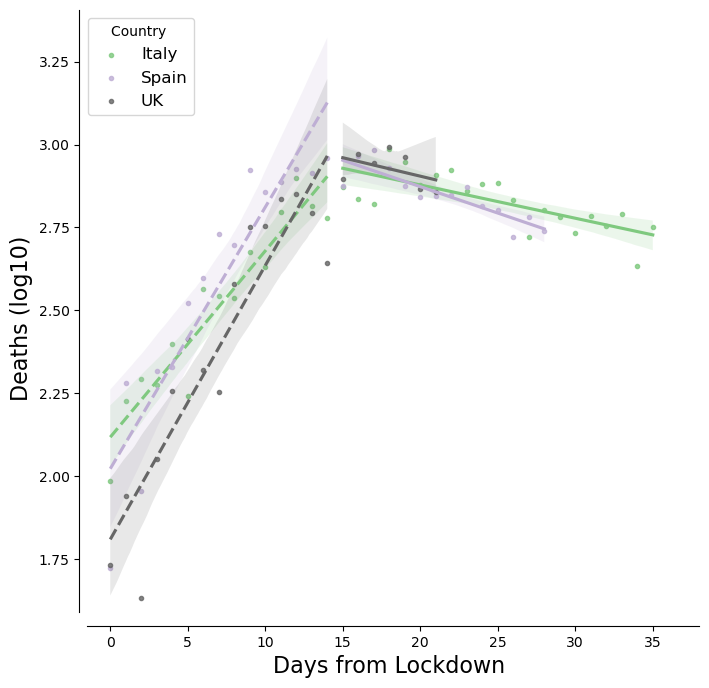 Country
Italy
Spain
UK
Deaths (log10)
3.25
3.00
2.75
2.50
2.25
2.00
1.75
0 5 10 15 20 25 30 35
Days from Lockdown